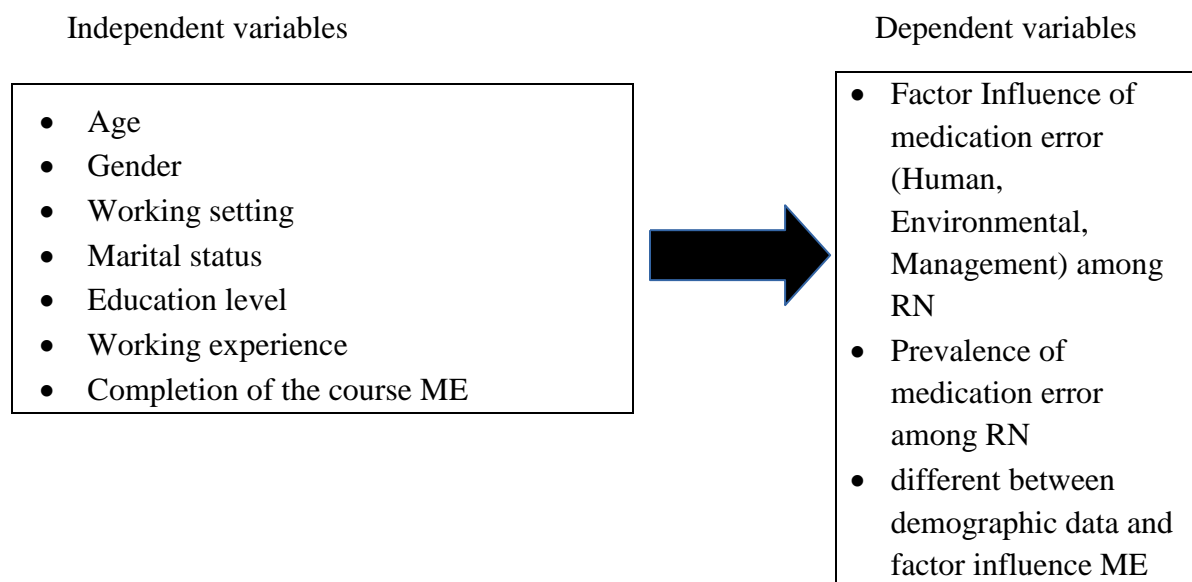 Independent variables
Dependent variables
• Age
• Gender
• Working setting
• Marital status
• Education level
• Working experience
• Completion of the course ME
• Factor Influence of
medication error
(Human,
Environmental,
Management) among
RN
• Prevalence of
medication error
among RN
• different between
demographic data and
factor influence ME